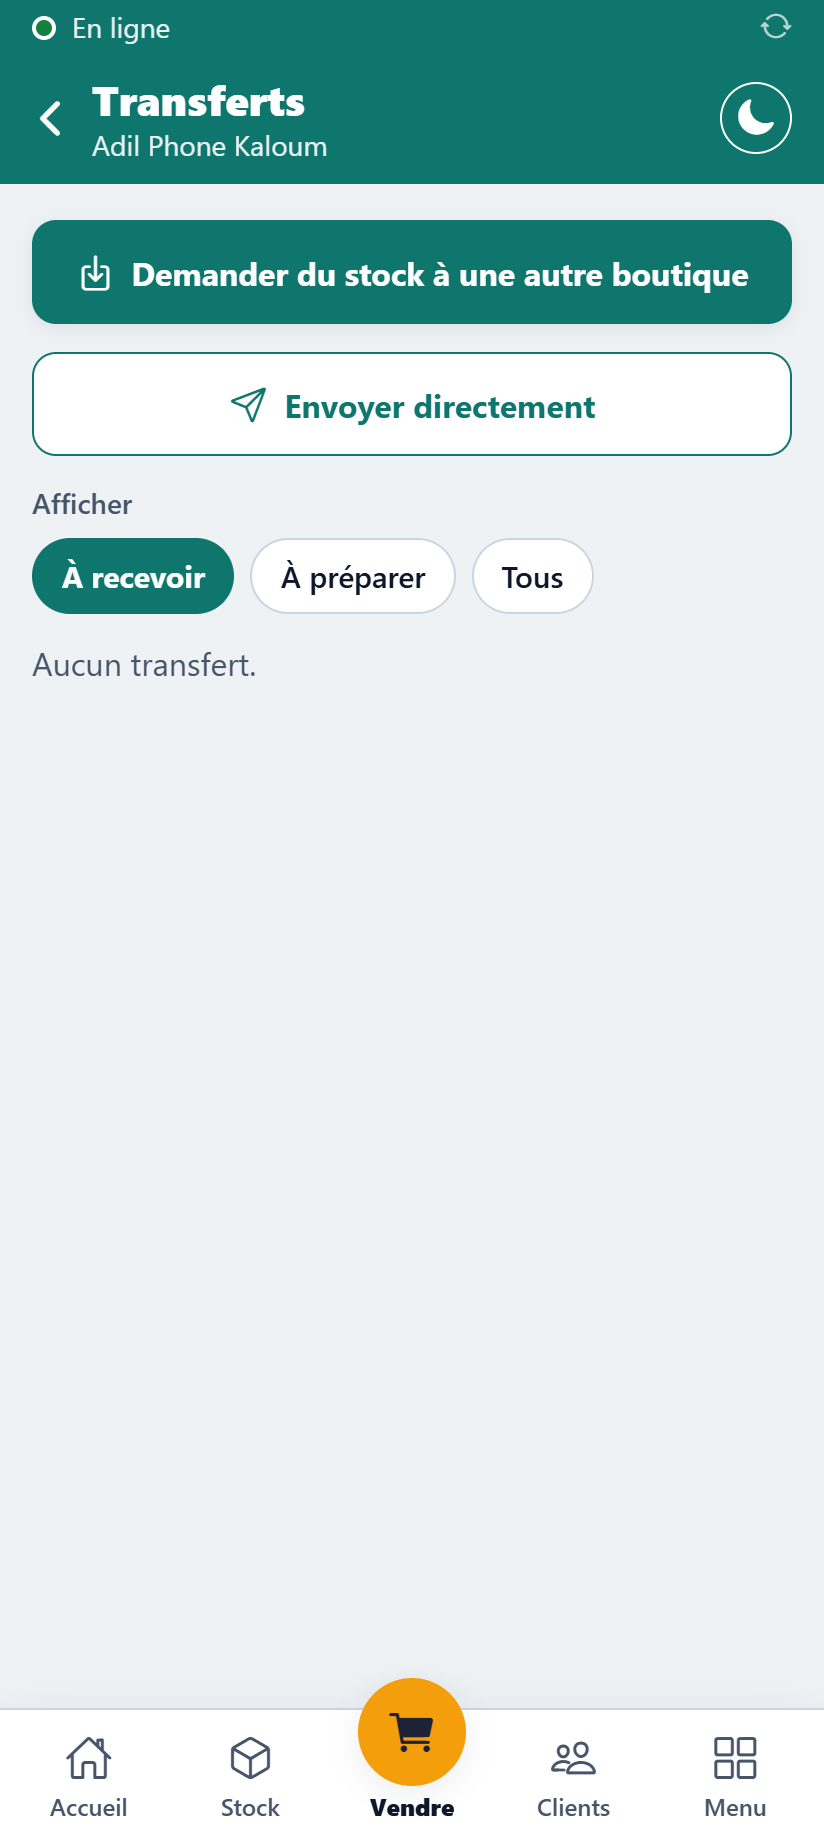 En ligne
Transferts
Adil Phone Kaloum
Demander du stock à une autre boutique
Envoyer directement
Afficher
À recevoir
À préparer
Tous
Aucun transfert.
Accueil
Stock
Vendre
Clients
Menu